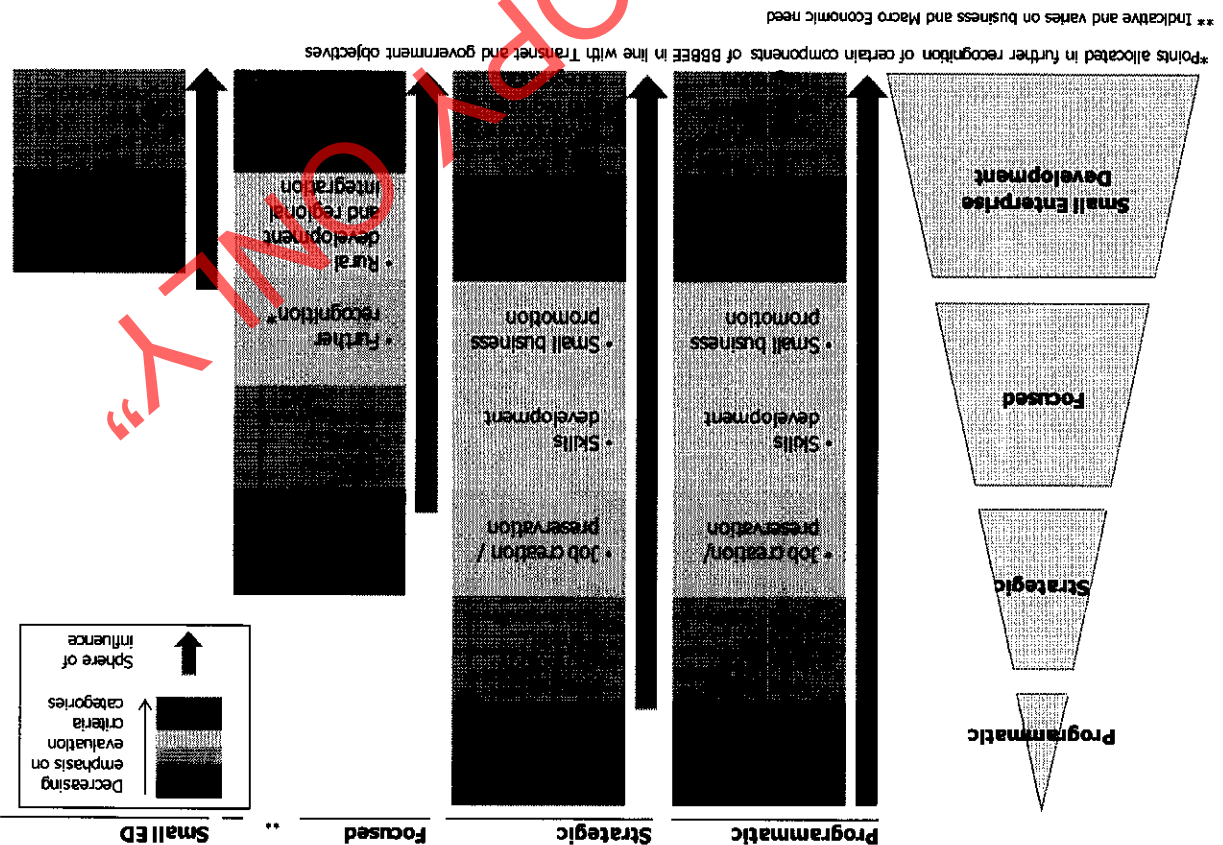 Programmatic
Strategic
Focused
**
Small ED
Decreasing
emphasis on
evaluation
criteria
categories
Sphere of
influence
Programmatic
Strategic
Focused
Small Enterprise
Development
• Job creation/
preservation
• Skills
development
• Small business
promotion
• Job creation /
preservation
• Skills
development
• Small business
promotion
• Further
recognition*
• Rural
development
and regional
integration
*Points allocated in further recognition of certain components of BBBEE in line with Transnet and government objectives
** Indicative and varies on business and Macro Economic need
OPY ONLY”